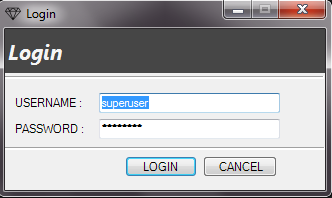 Login
Login
USERNAME : superuser
PASSWORD : ********
LOGIN CANCEL